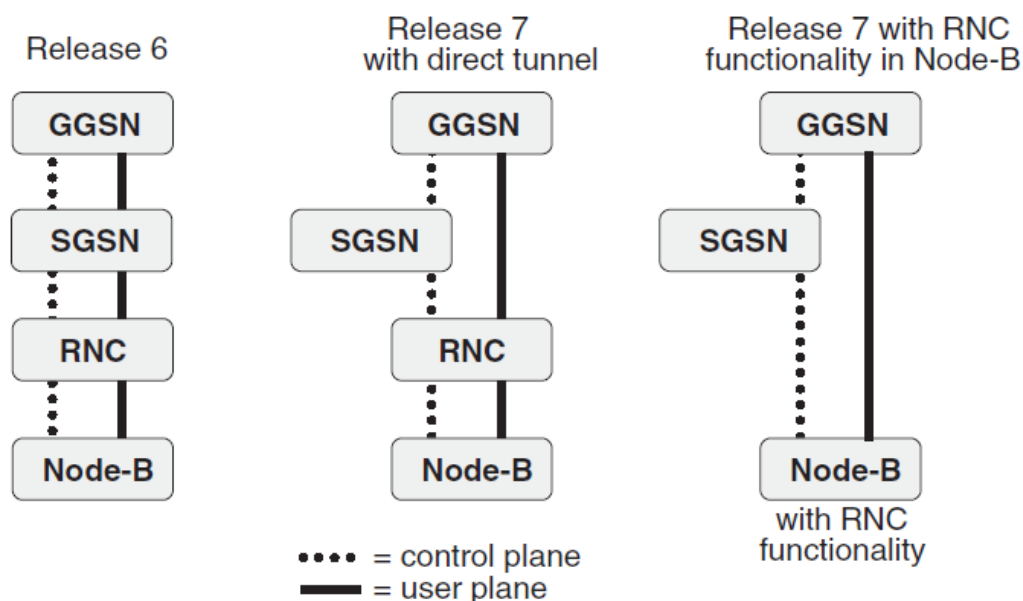 Release 6
GGSN
SGSN
RNC
Node-B
Release 7
with direct tunnel
GGSN
SGSN
RNC
Node-B
Release 7 with RNC
functionality in Node-B
GGSN
SGSN
Node-B
with RNC
functionality
= control plane
= user plane